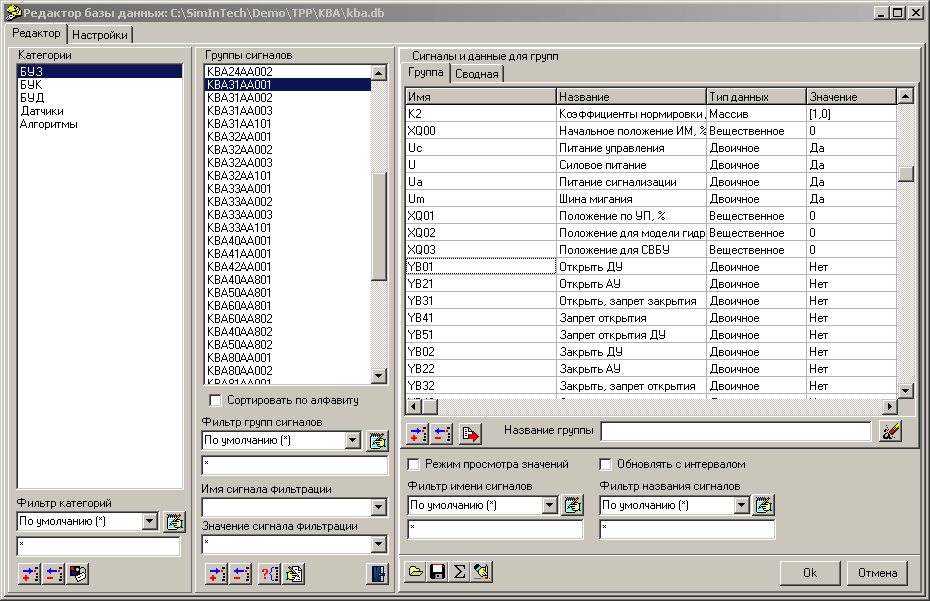 Редактор базы данных: C:\SimInTech\Demo\TPP\KBA\kba.db
Редактор Настройки
Категории
БУЗ
БУК
БУД
Датчики
Алгоритмы
Фильтр категорий
По умолчанию (*)
*
Группы сигналов
KBA24AA002
KBA31AA001
KBA31AA002
KBA31AA003
KBA31AA101
KBA32AA001
KBA32AA002
KBA32AA003
KBA32AA101
KBA33AA001
KBA33AA002
KBA33AA003
KBA33AA101
KBA40AA001
KBA41AA001
KBA42AA001
KBA40AA801
KBA50AA801
KBA60AA801
KBA60AA802
KBA40AA802
KBA50AA802
KBA80AA001
KBA80AA002
KBA81AA001
Сортировать по алфавиту
Фильтр групп сигналов
По умолчанию (*)
*
Имя сигнала фильтрации
Значение сигнала фильтрации
*
Сигналы и данные для групп
Группа Сводная
Имя Название Тип данных Значение
K2 Коэффициенты нормировки , Массив [1,0]
XQ00 Начальное положение ИМ, % Вещественное 0
Uc Питание управления Двоичное Да
U Силовое питание Двоичное Да
Ua Питание сигнализации Двоичное Да
Um Шина мигания Двоичное Да
XQ01 Положение по УП, % Вещественное 0
XQ02 Положение для модели гидр Вещественное 0
XQ03 Положение для СВБУ Вещественное 0
YB01 Открыть ДУ Двоичное Нет
YB21 Открыть АУ Двоичное Нет
YB31 Открыть, запрет закрытия Двоичное Нет
YB41 Запрет открытия Двоичное Нет
YB51 Запрет открытия ДУ Двоичное Нет
YB02 Закрыть ДУ Двоичное Нет
YB22 Закрыть АУ Двоичное Нет
YB32 Закрыть, запрет открытия Двоичное Нет
Название группы
Режим просмотра значений Обновлять с интервалом
Фильтр имени сигналов Фильтр названия сигналов
По умолчанию (*) По умолчанию (*)
* *
Ok Отмена